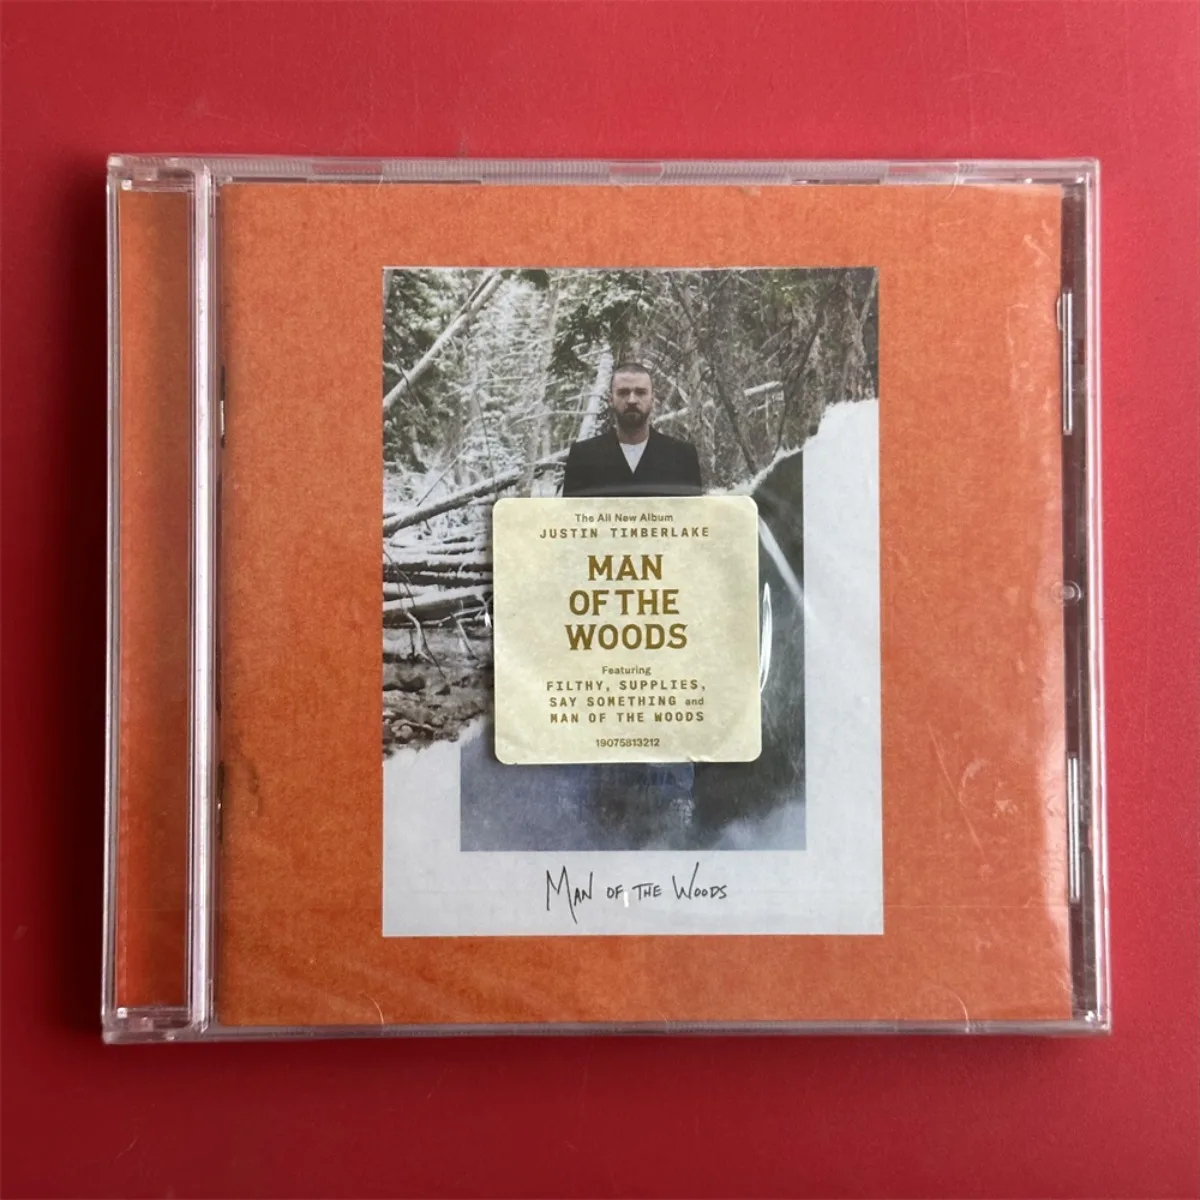 The All New Album
JUSTIN TIMBERLAKE
MAN
OF THE
WOODS
Featuring
FILTHY, SUPPLIES,
SAY SOMETHING and
MAN OF THE WOODS
19075813212
MAN OF THE WOODS